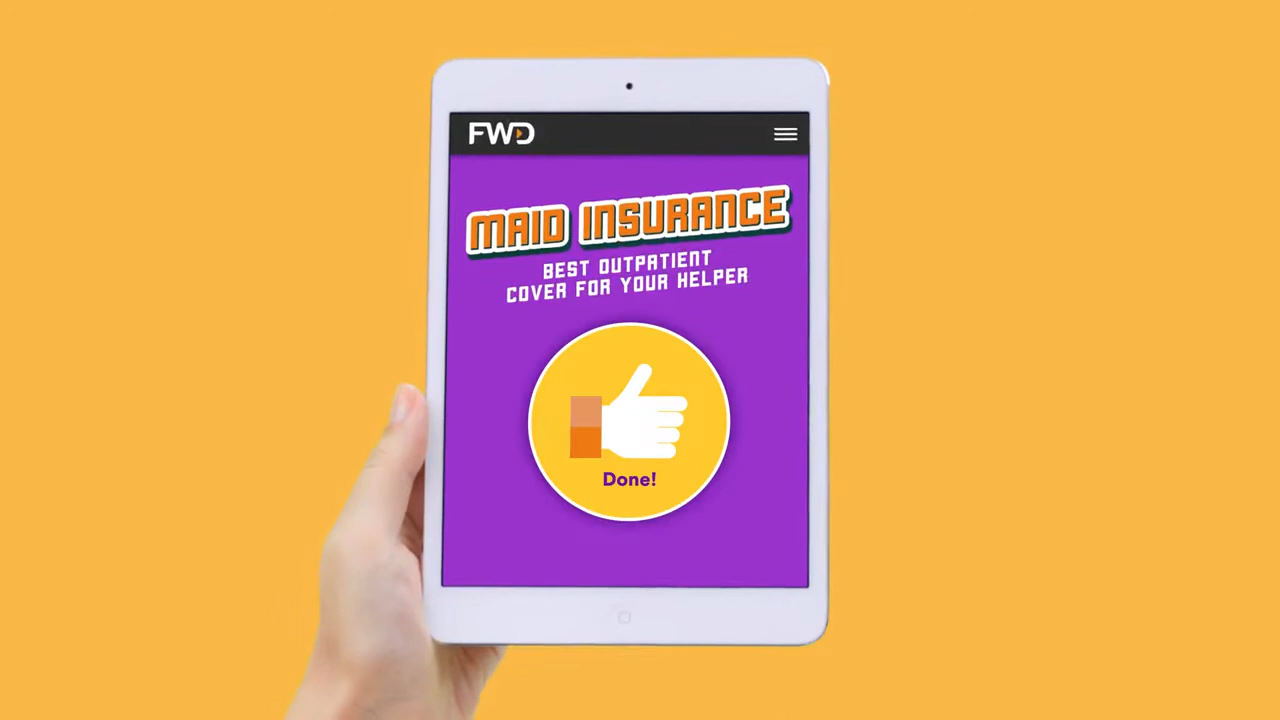 FWD
MAID INSURANCE
BEST OUTPATIENT
COVER FOR YOUR HELPER
Done!